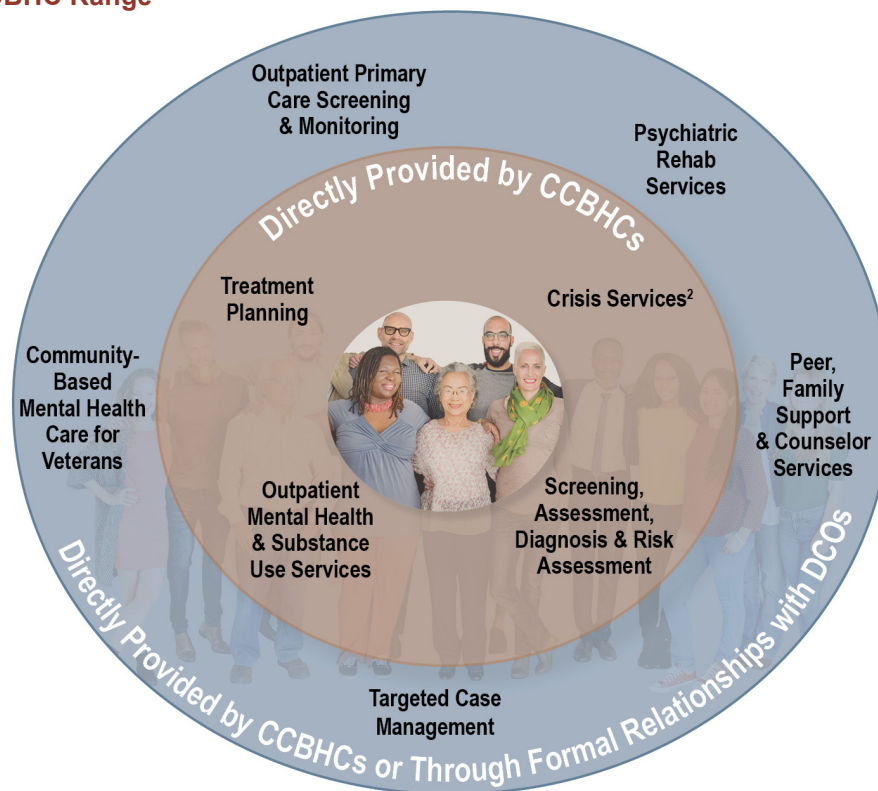 Range
Outpatient Primary
Care Screening
& Monitoring
Psychiatric
Rehab
Services
Directly Provided by CCBHCs
Treatment
Planning
Crisis Services²
Community-
Based
Mental Health
Care for
Veterans
Peer,
Family
Support
& Counselor
Services
Outpatient
Mental Health
& Substance
Use Services
Screening,
Assessment,
Diagnosis & Risk
Assessment
Targeted Case
Management
Directly Provided by CCBHCs or Through Formal Relationships with DCOs